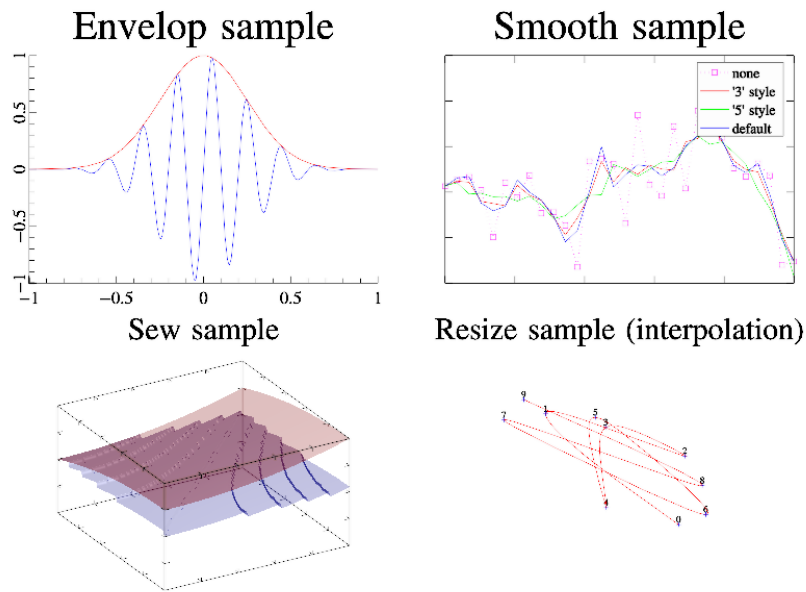 Envelop sample
Smooth sample
1
0.5
0
−0.5
−1
−1
−0.5
0
0.5
1
none
'3' style
'5' style
default
Sew sample
Resize sample (interpolation)
9
7
1
5
3
2
8
4
6
0